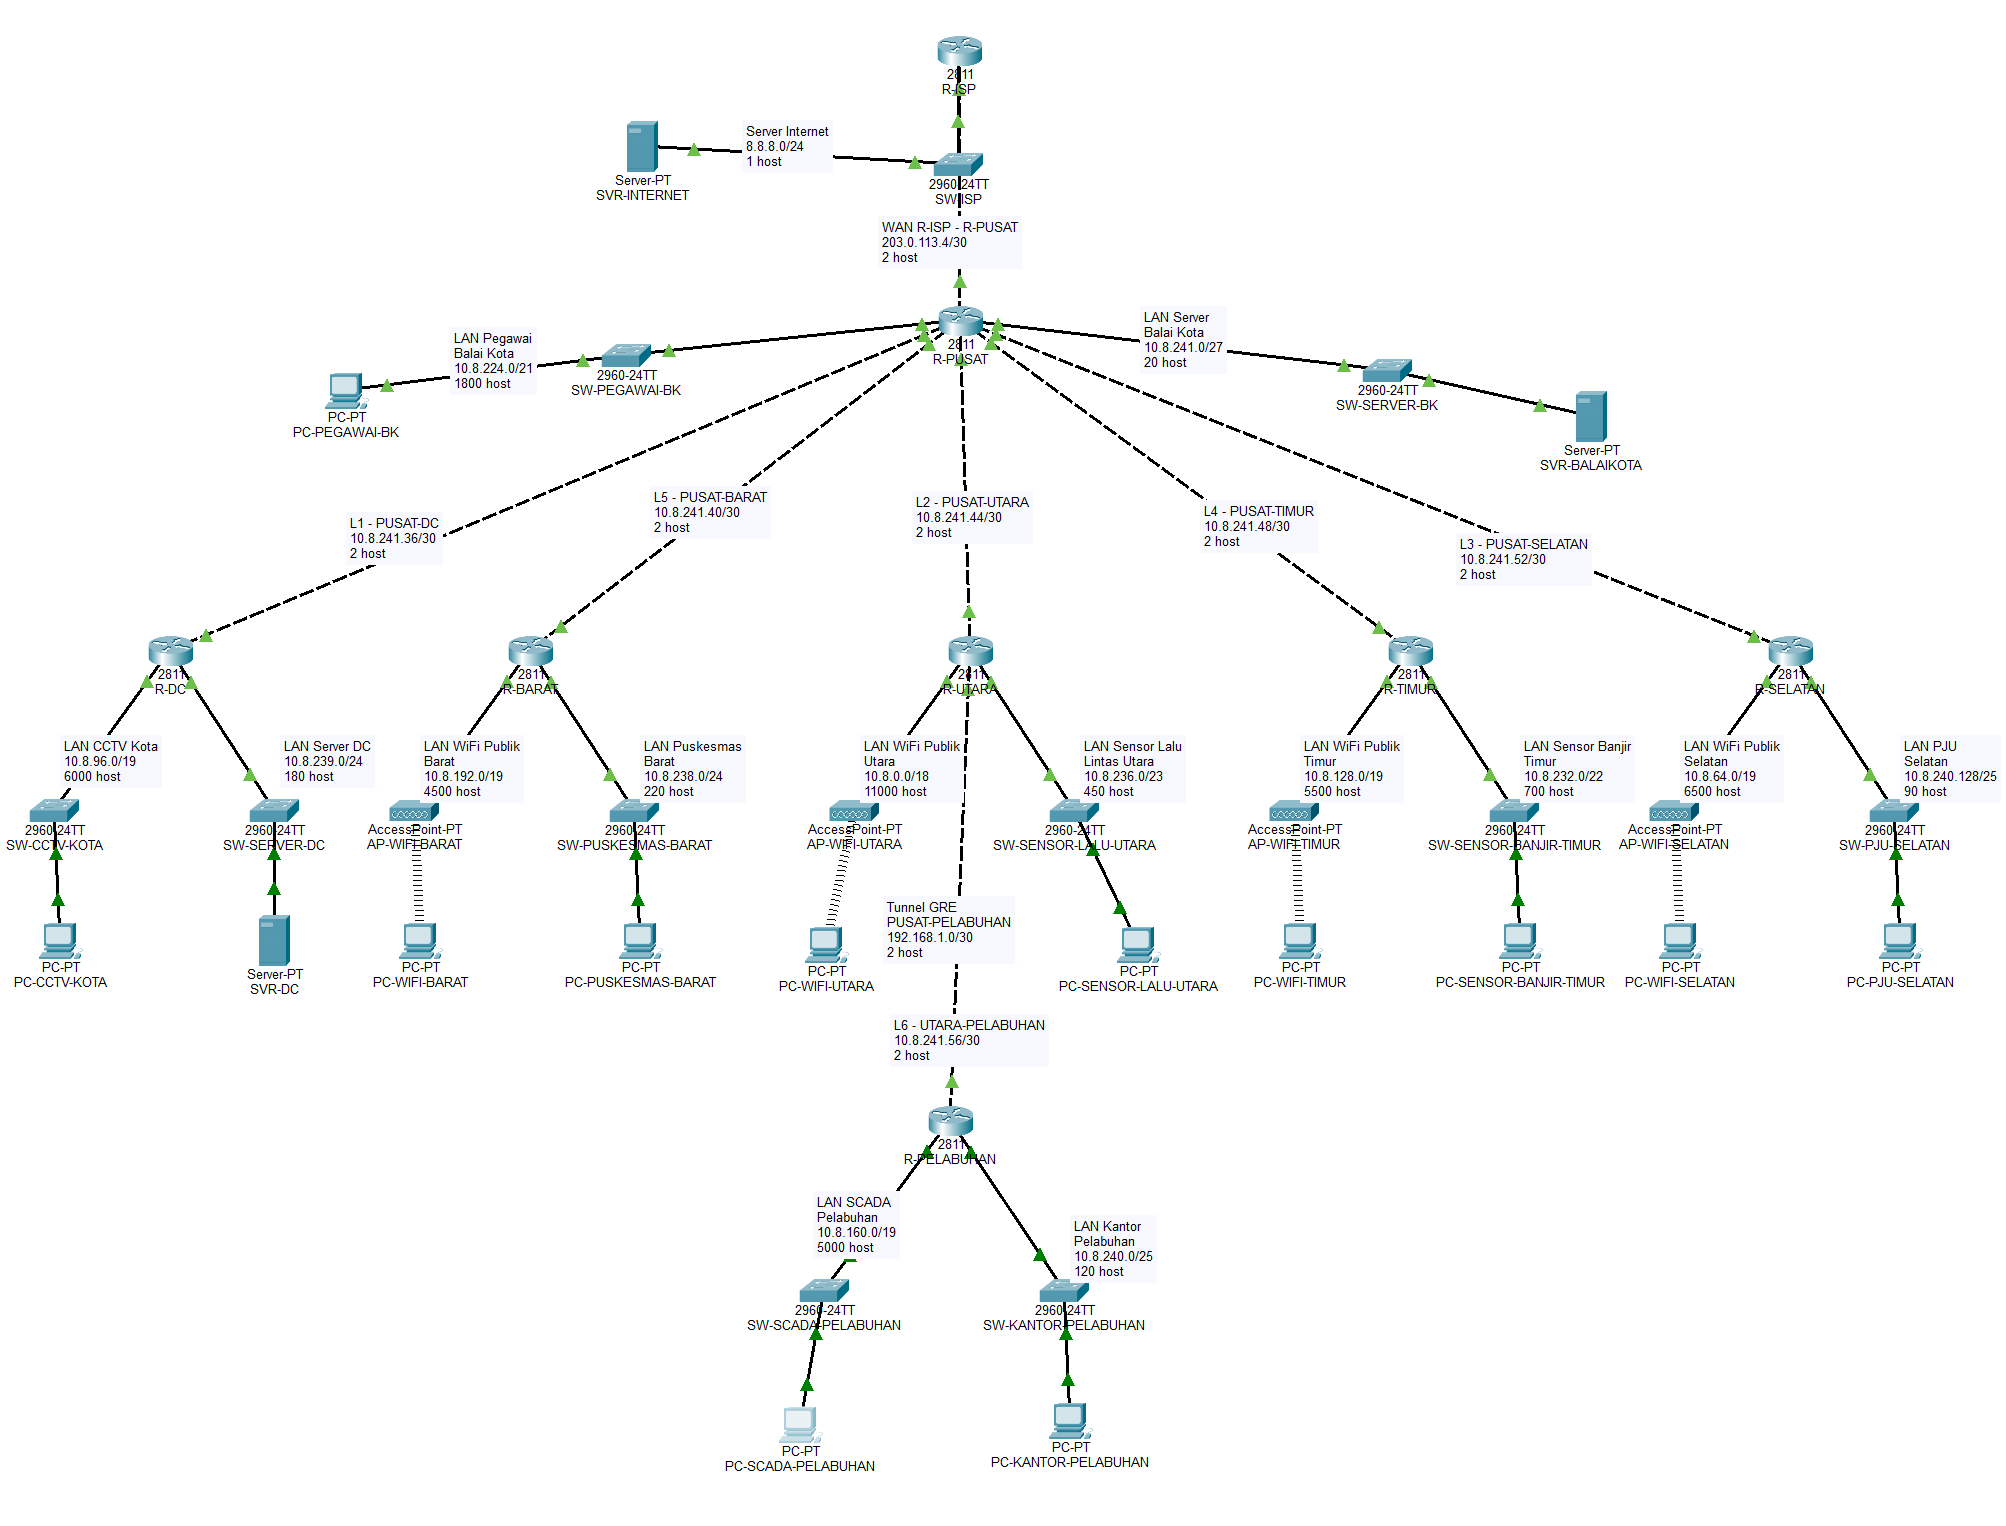 2811
R-ISP
Server Internet
8.8.8.0/24
1 host
Server-PT
SVR-INTERNET
2960-24TT
SW-ISP
WAN R-ISP - R-PUSAT
203.0.113.4/30
2 host
2811
R-PUSAT
LAN Pegawai
Balai Kota
10.8.224.0/21
1800 host
2960-24TT
SW-PEGAWAI-BK
PC-PT
PC-PEGAWAI-BK
LAN Server
Balai Kota
10.8.241.0/27
20 host
2960-24TT
SW-SERVER-BK
Server-PT
SVR-BALAIKOTA
L1 - PUSAT-DC
10.8.241.36/30
2 host
L5 - PUSAT-BARAT
10.8.241.40/30
2 host
L2 - PUSAT-UTARA
10.8.241.44/30
2 host
L4 - PUSAT-TIMUR
10.8.241.48/30
2 host
L3 - PUSAT-SELATAN
10.8.241.52/30
2 host
2811
R-DC
2811
R-BARAT
2811
R-UTARA
2811
R-TIMUR
2811
R-SELATAN
LAN CCTV Kota
10.8.96.0/19
6000 host
LAN Server DC
10.8.239.0/24
180 host
LAN WiFi Publik
Barat
10.8.192.0/19
4500 host
LAN Puskesmas
Barat
10.8.238.0/24
220 host
LAN WiFi Publik
Utara
10.8.0.0/18
11000 host
LAN Sensor Lalu
Lintas Utara
10.8.236.0/23
450 host
LAN WiFi Publik
Timur
10.8.128.0/19
5500 host
LAN Sensor Banjir
Timur
10.8.232.0/22
700 host
LAN WiFi Publik
Selatan
10.8.64.0/19
6500 host
LAN PJU
Selatan
10.8.240.128/25
90 host
2960-24TT
SW-CCTV-KOTA
2960-24TT
SW-SERVER-DC
AccessPoint-PT
AP-WIFI-BARAT
2960-24TT
SW-PUSKESMAS-BARAT
AccessPoint-PT
AP-WIFI-UTARA
2960-24TT
SW-SENSOR-LALU-UTARA
AccessPoint-PT
AP-WIFI-TIMUR
2960-24TT
SW-SENSOR-BANJIR-TIMUR
AccessPoint-PT
AP-WIFI-SELATAN
2960-24TT
SW-PJU-SELATAN
PC-PT
PC-CCTV-KOTA
Server-PT
SVR-DC
PC-PT
PC-WIFI-BARAT
PC-PT
PC-PUSKESMAS-BARAT
PC-PT
PC-WIFI-UTARA
PC-PT
PC-SENSOR-LALU-UTARA
PC-PT
PC-WIFI-TIMUR
PC-PT
PC-SENSOR-BANJIR-TIMUR
PC-PT
PC-WIFI-SELATAN
PC-PT
PC-PJU-SELATAN
Tunnel GRE
PUSAT-PELABUHAN
192.168.1.0/30
2 host
L6 - UTARA-PELABUHAN
10.8.241.56/30
2 host
2811
R-PELABUHAN
LAN SCADA
Pelabuhan
10.8.160.0/19
5000 host
LAN Kantor
Pelabuhan
10.8.240.0/25
120 host
2960-24TT
SW-SCADA-PELABUHAN
2960-24TT
SW-KANTOR-PELABUHAN
PC-PT
PC-SCADA-PELABUHAN
PC-PT
PC-KANTOR-PELABUHAN